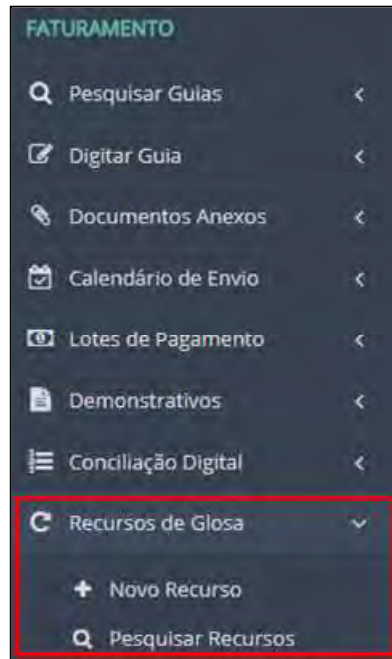 FATURAMENTO
Pesquisar Guias
Digitar Guia
Documentos Anexos
Calendário de Envio
Lotes de Pagamento
Demonstrativos
Conciliação Digital
Recursos de Glosa
Novo Recurso
Pesquisar Recursos